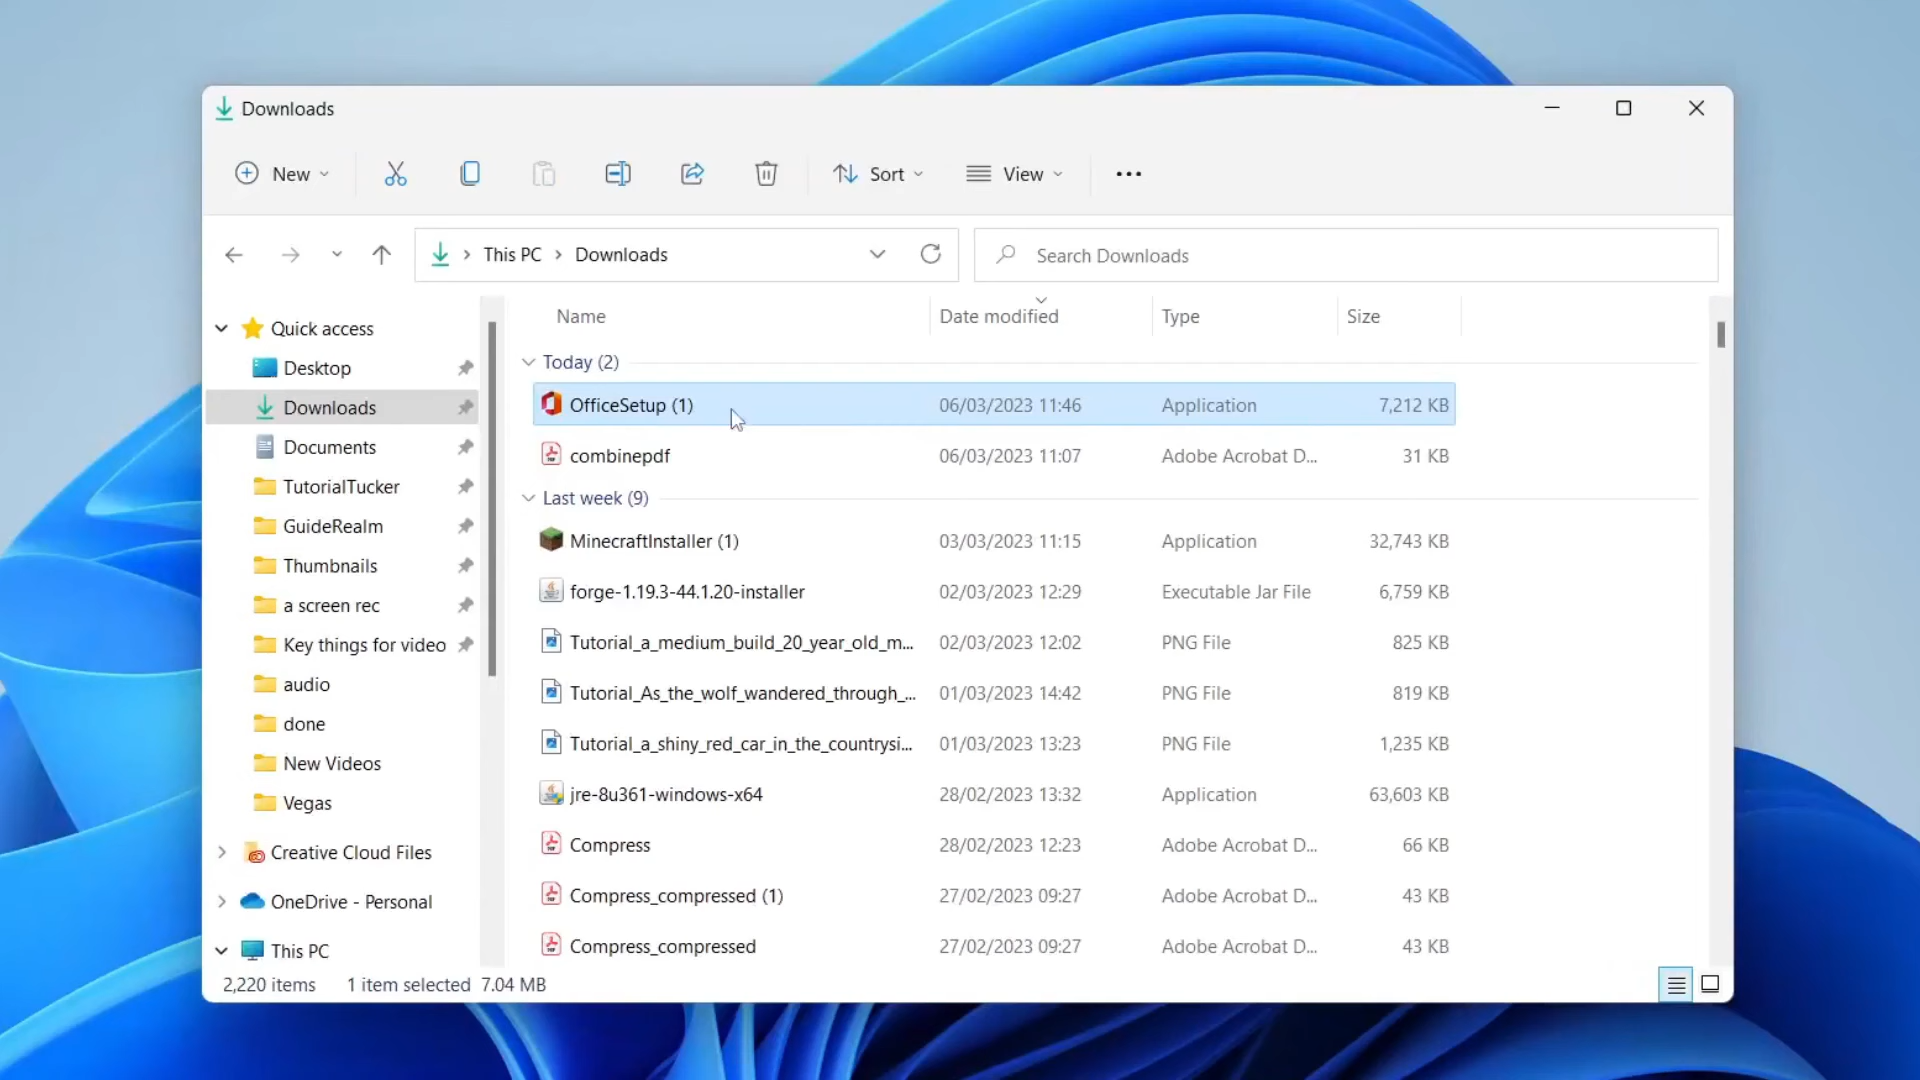 Downloads
New
Sort
View
This PC > Downloads
Search Downloads
Name Date modified Type Size
Quick access
Desktop
Downloads
Documents
TutorialTucker
GuideRealm
Thumbnails
a screen rec
Key things for video
audio
done
New Videos
Vegas
Creative Cloud Files
OneDrive - Personal
This PC
Today (2)
OfficeSetup (1) 06/03/2023 11:46 Application 7,212 KB
combinepdf 06/03/2023 11:07 Adobe Acrobat D... 31 KB
Last week (9)
MinecraftInstaller (1) 03/03/2023 11:15 Application 32,743 KB
forge-1.19.3-44.1.20-installer 02/03/2023 12:29 Executable Jar File 6,759 KB
Tutorial_a_medium_build_20_year_old_m... 02/03/2023 12:02 PNG File 825 KB
Tutorial_As_the_wolf_wandered_through_... 01/03/2023 14:42 PNG File 819 KB
Tutorial_a_shiny_red_car_in_the_countrysi... 01/03/2023 13:23 PNG File 1,235 KB
jre-8u361-windows-x64 28/02/2023 13:32 Application 63,603 KB
Compress 28/02/2023 12:23 Adobe Acrobat D... 66 KB
Compress_compressed (1) 27/02/2023 09:27 Adobe Acrobat D... 43 KB
Compress_compressed 27/02/2023 09:27 Adobe Acrobat D... 43 KB
2,220 items 1 item selected 7.04 MB